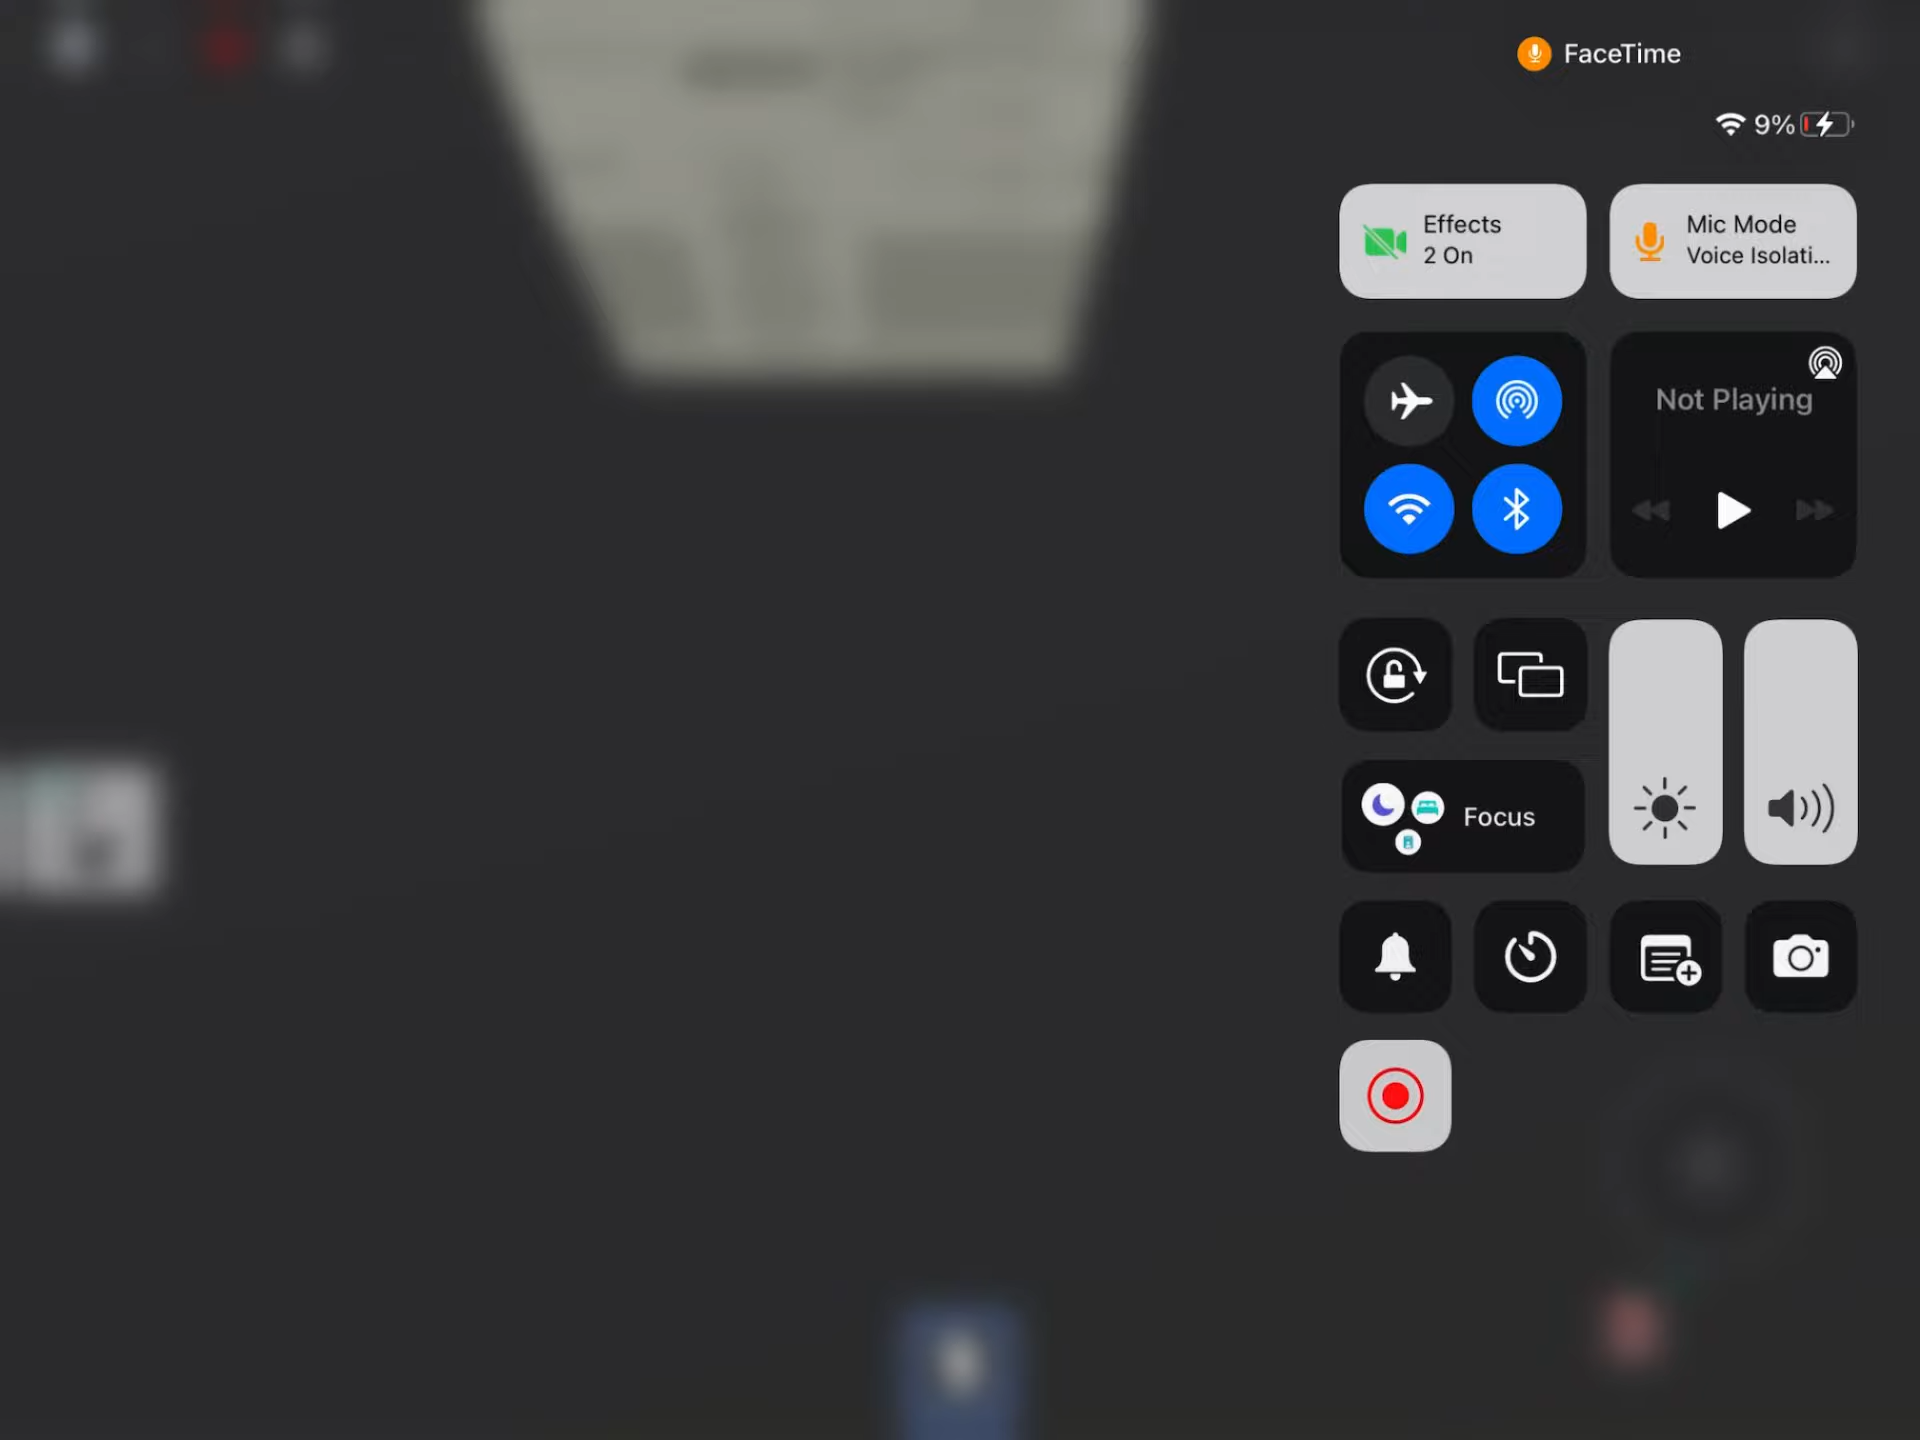 FaceTime
9%
Effects
2 On
Mic Mode
Voice Isolati...
Not Playing
Focus